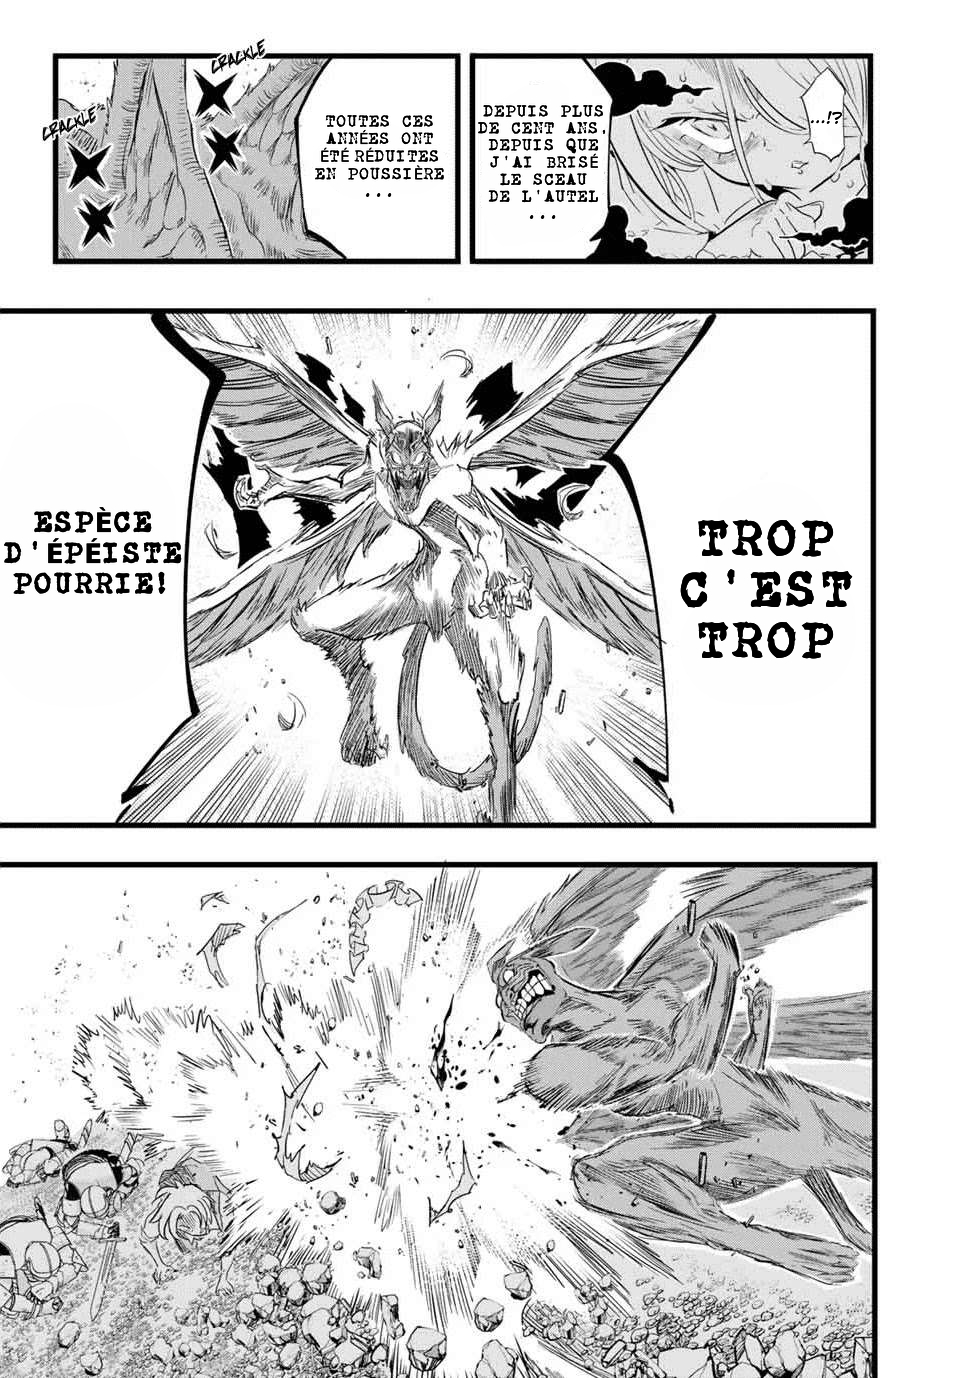 ...!?
DEPUIS PLUS
DE CENT ANS,
DEPUIS QUE
J'AI BRISÉ
LE SCEAU
DE L'AUTEL
...
TOUTES CES
ANNÉES ONT
ÉTÉ RÉDUITES
EN POUSSIÈRE
...
CRACKLE
CRACKLE
TROP
C'EST
TROP
ESPÈCE
D'ÉPÉISTE
POURRIE!